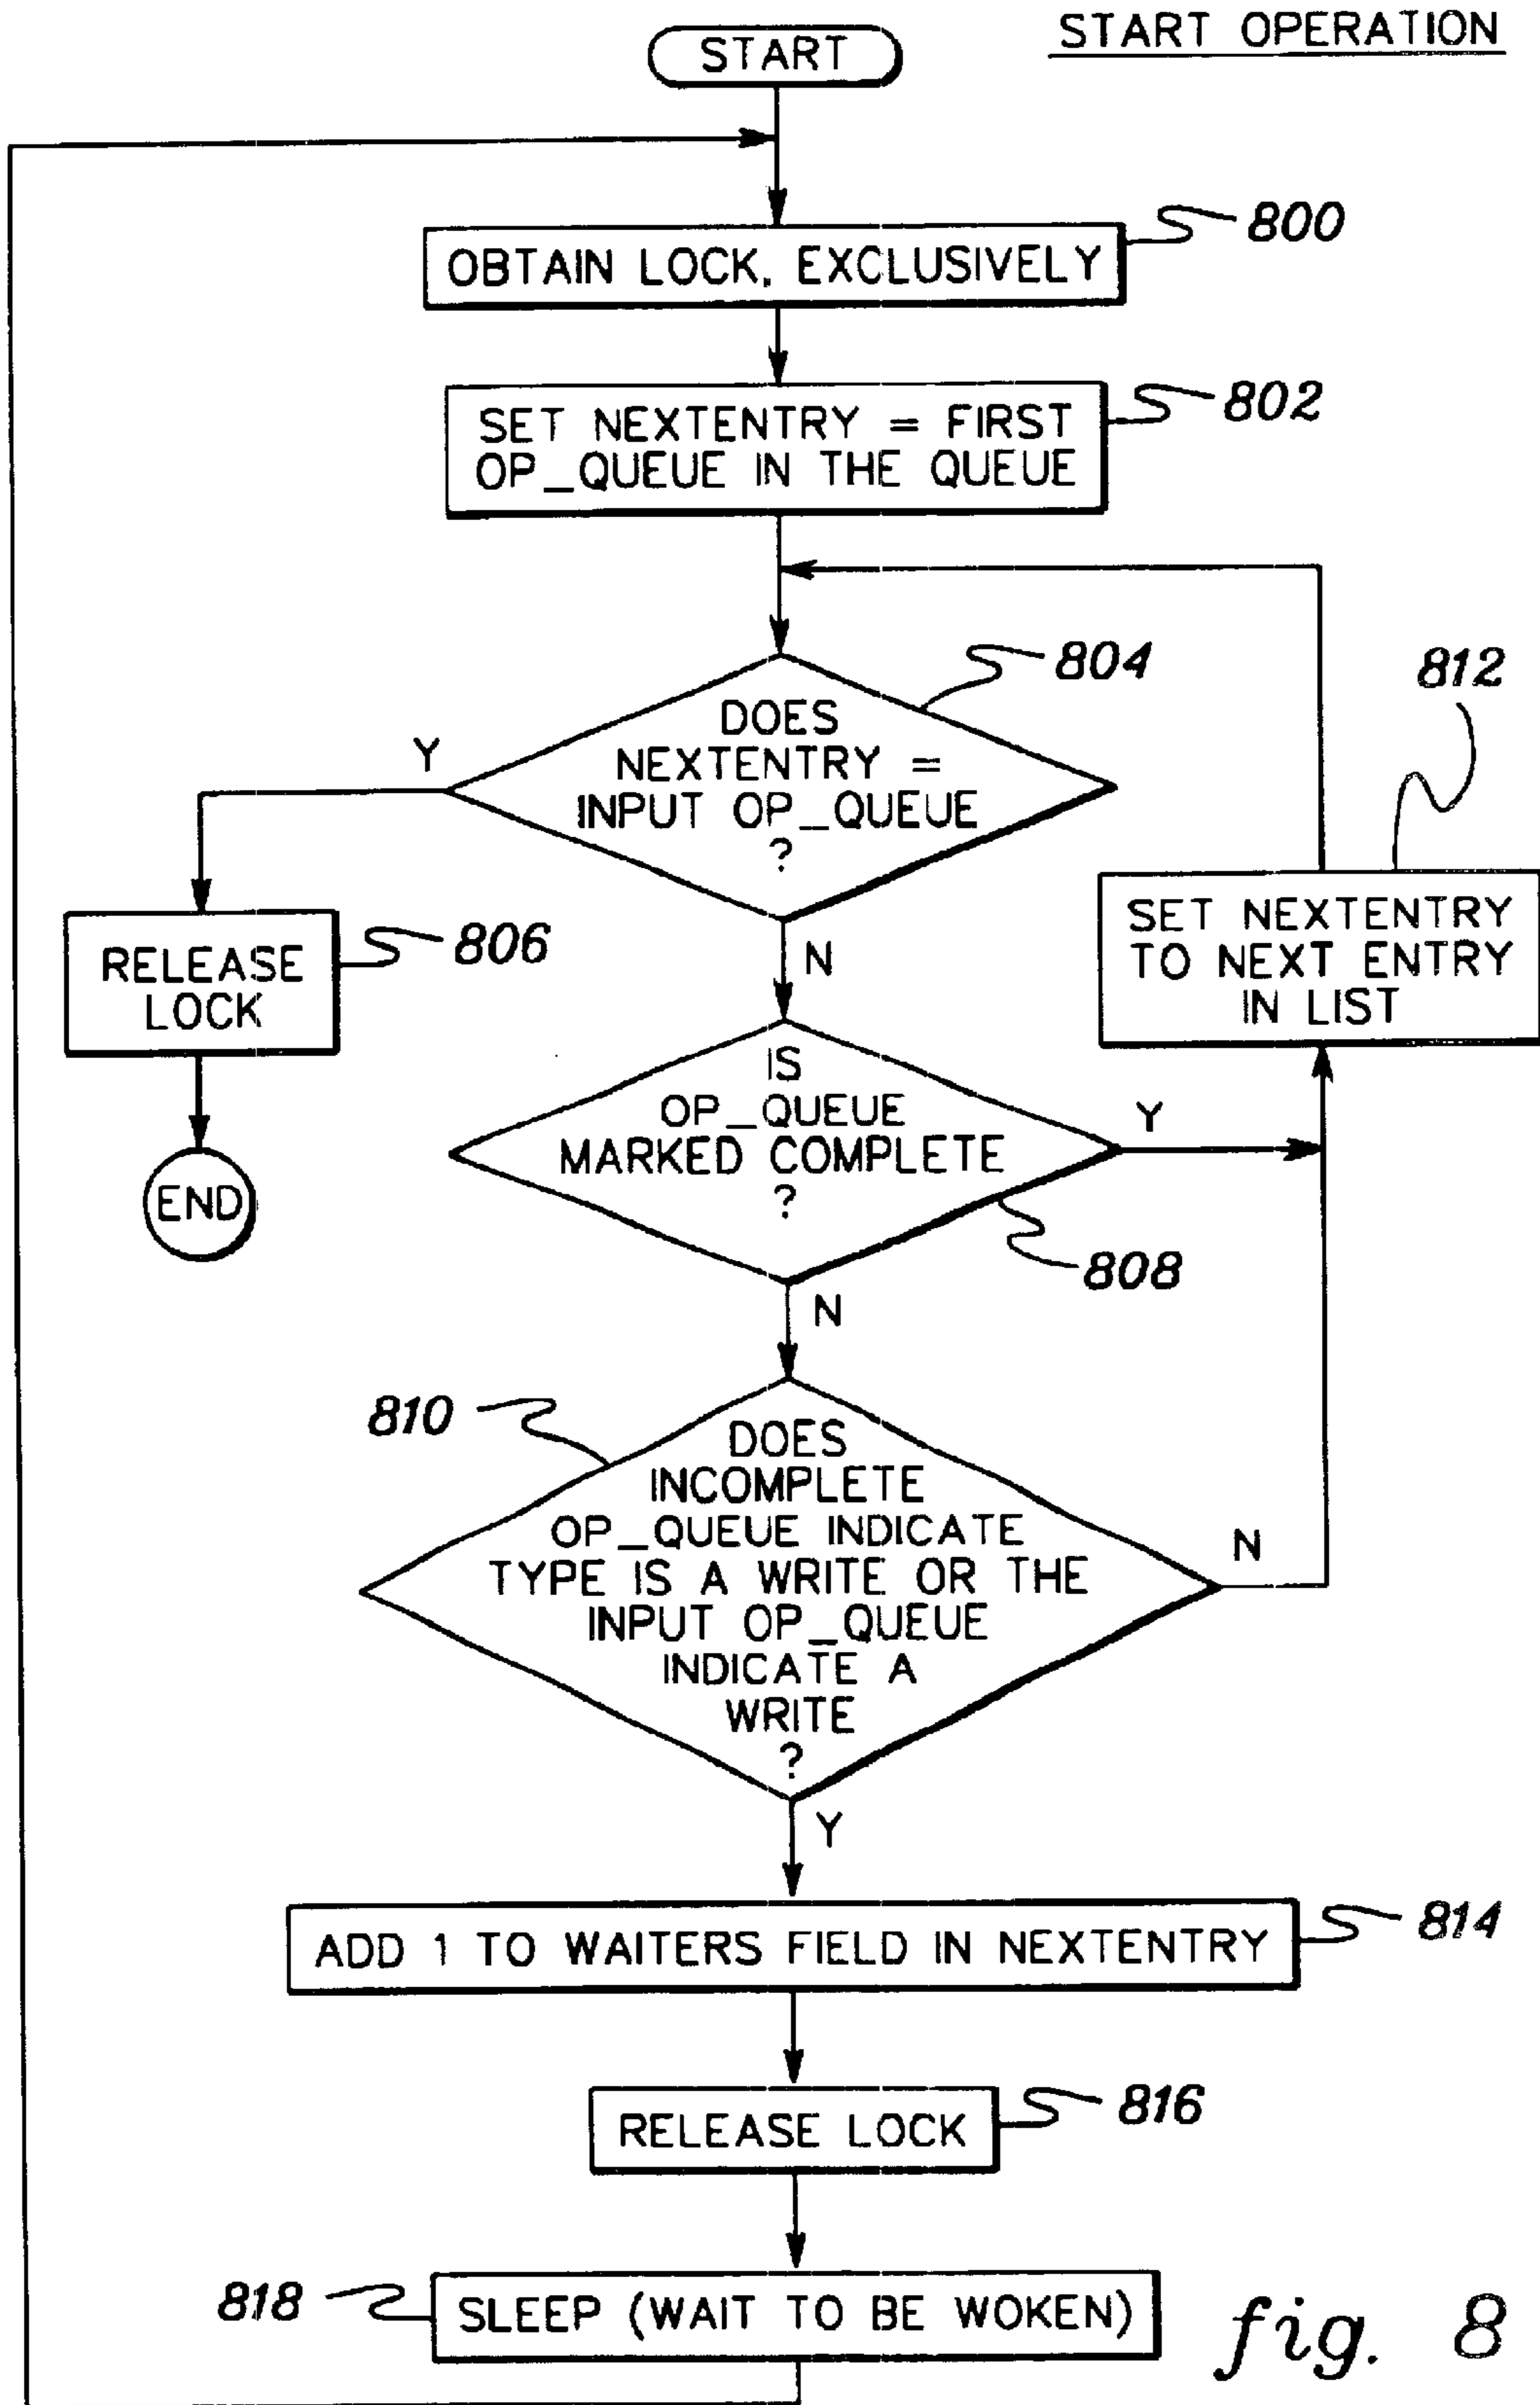 START OPERATION
START
800
OBTAIN LOCK, EXCLUSIVELY
802
SET NEXTENTRY = FIRST
OP_QUEUE IN THE QUEUE
804
DOES
NEXTENTRY =
INPUT OP_QUEUE
?
Y
N
812
SET NEXTENTRY
TO NEXT ENTRY
IN LIST
806
RELEASE
LOCK
END
IS
OP_QUEUE
MARKED COMPLETE
?
Y
808
N
810
DOES
INCOMPLETE
OP_QUEUE INDICATE
TYPE IS A WRITE OR THE
INPUT OP_QUEUE
INDICATE A
WRITE
?
N
Y
814
ADD 1 TO WAITERS FIELD IN NEXTENTRY
816
RELEASE LOCK
818
SLEEP (WAIT TO BE WOKEN)
fig. 8